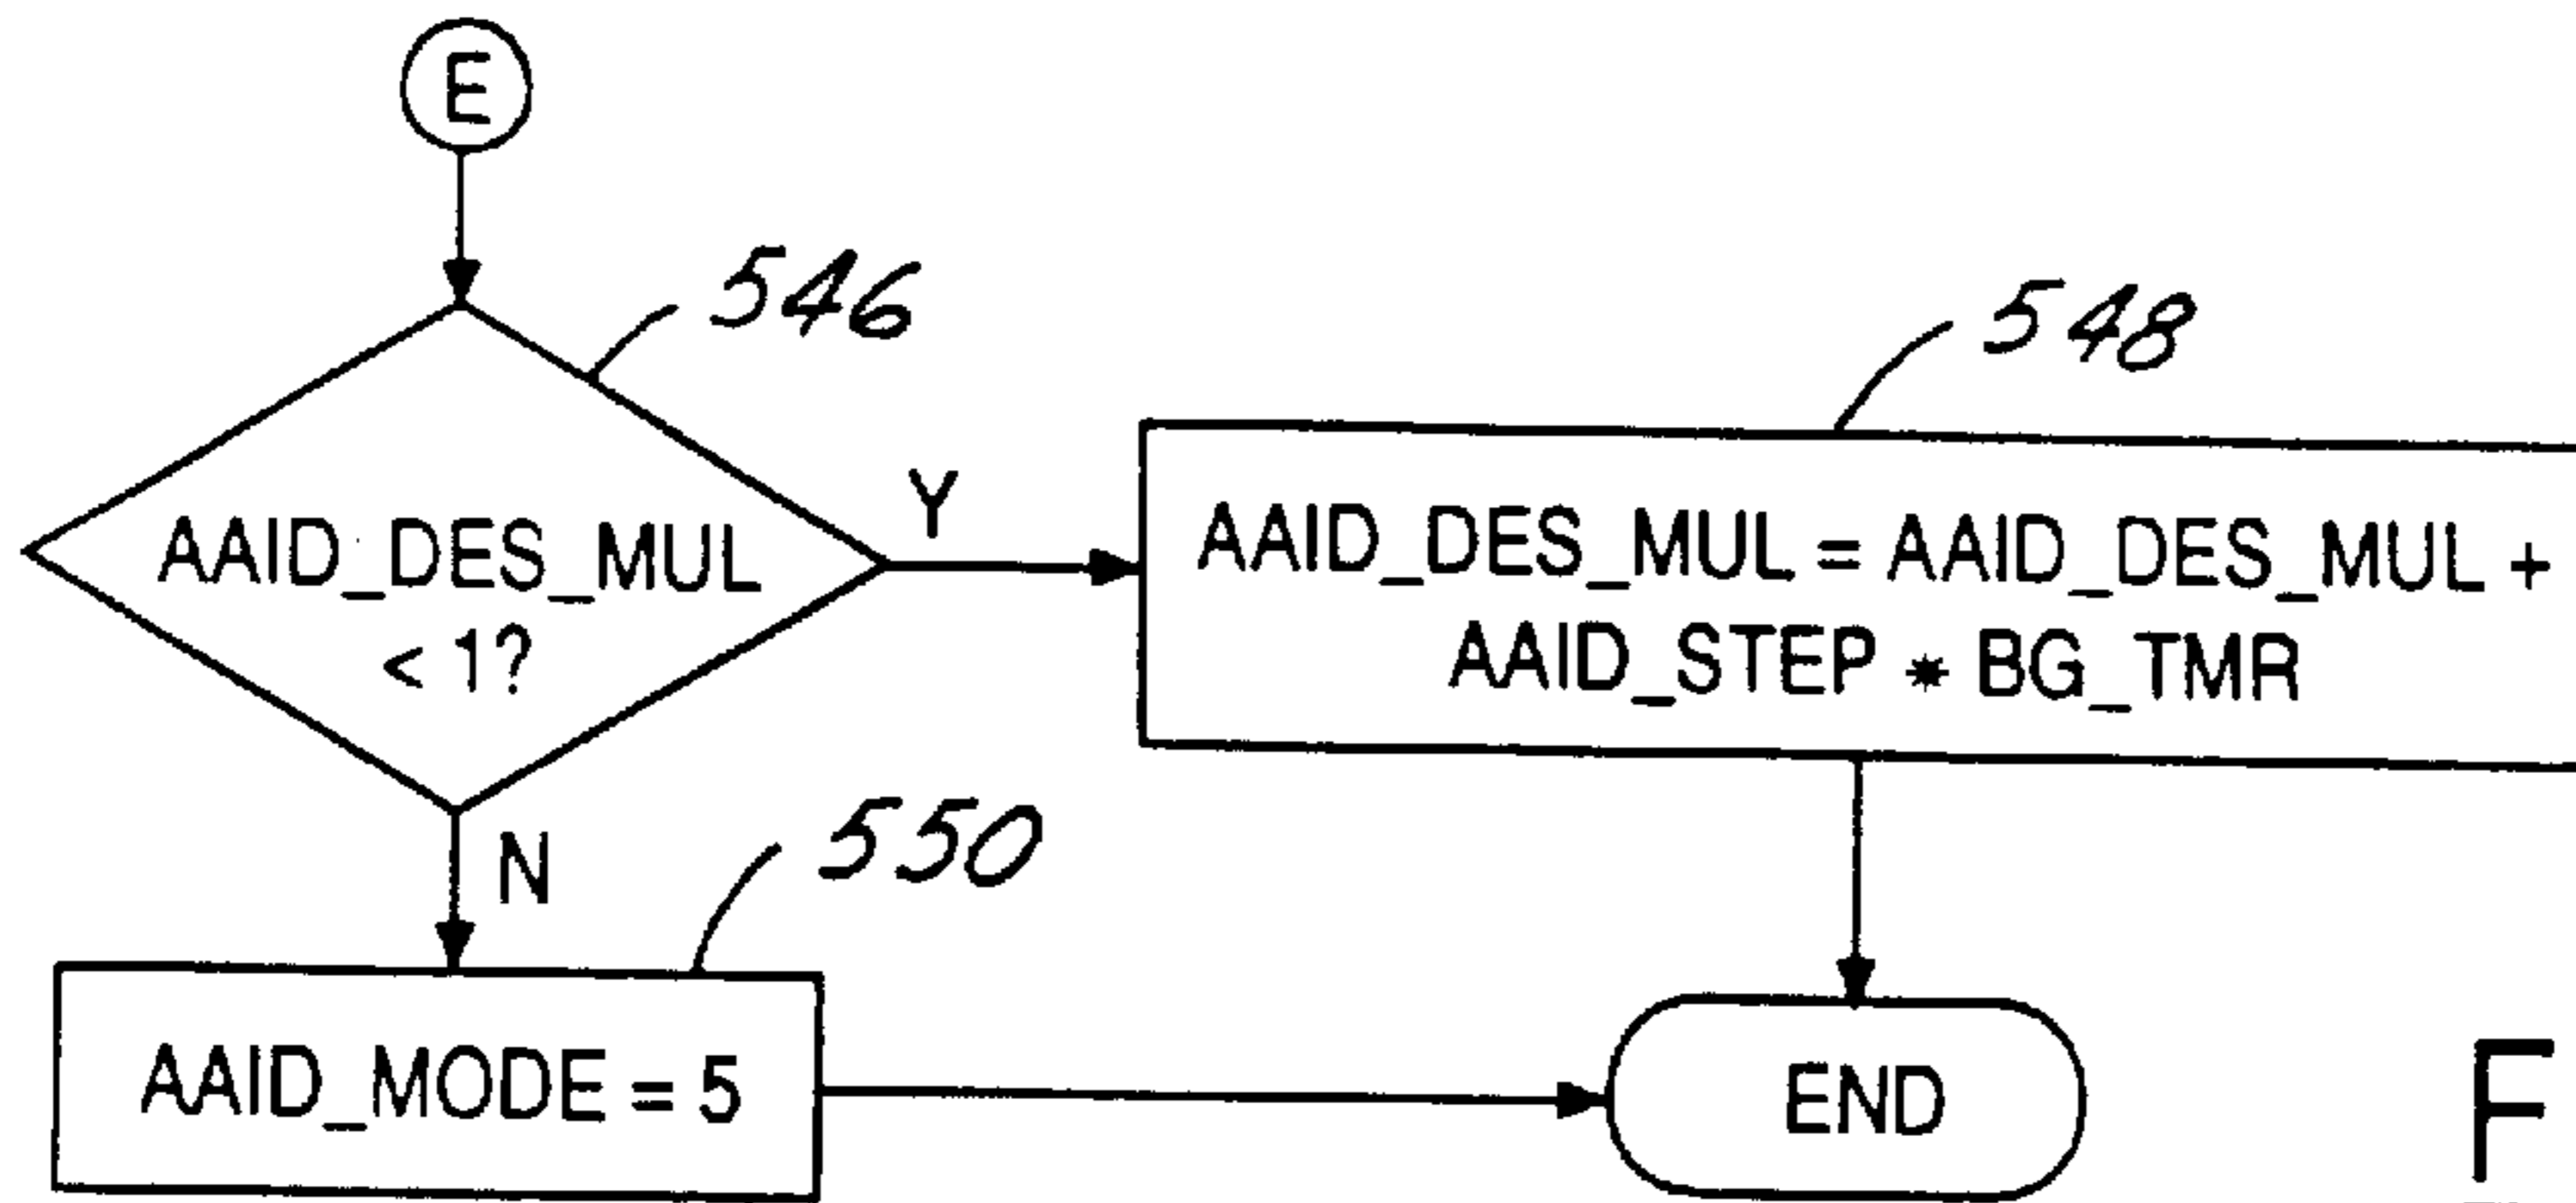 E
546
548
AAID_DES_MUL
< 1?
Y
AAID_DES_MUL = AAID_DES_MUL +
AAID_STEP * BG_TMR
N
550
AAID_MODE = 5
END
F